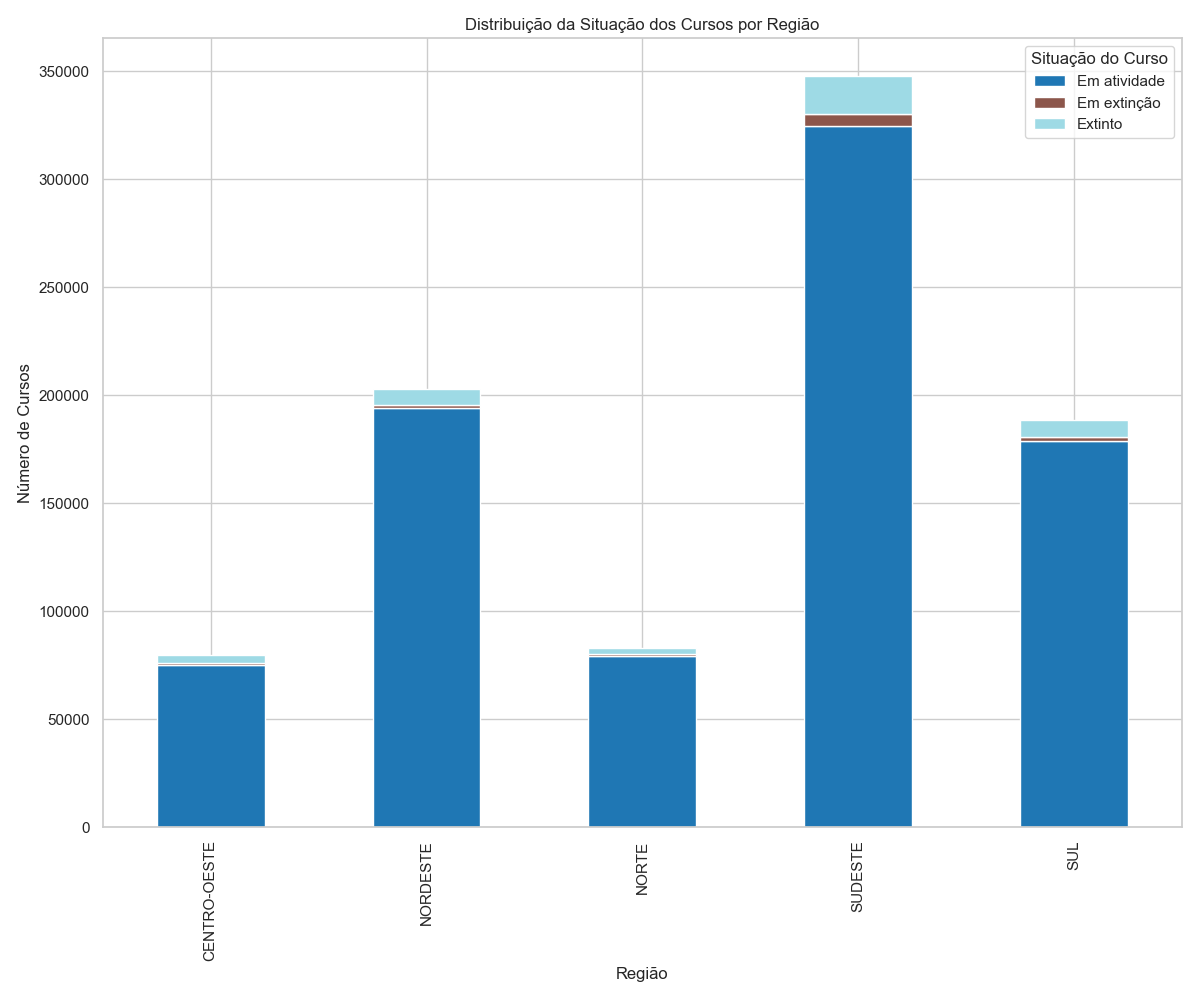 Distribuição da Situação dos Cursos por Região
Situação do Curso
Em atividade
Em extinção
Extinto
Número de Cursos
350000
300000
250000
200000
150000
100000
50000
0
CENTRO-OESTE
NORDESTE
NORTE
SUDESTE
SUL
Região